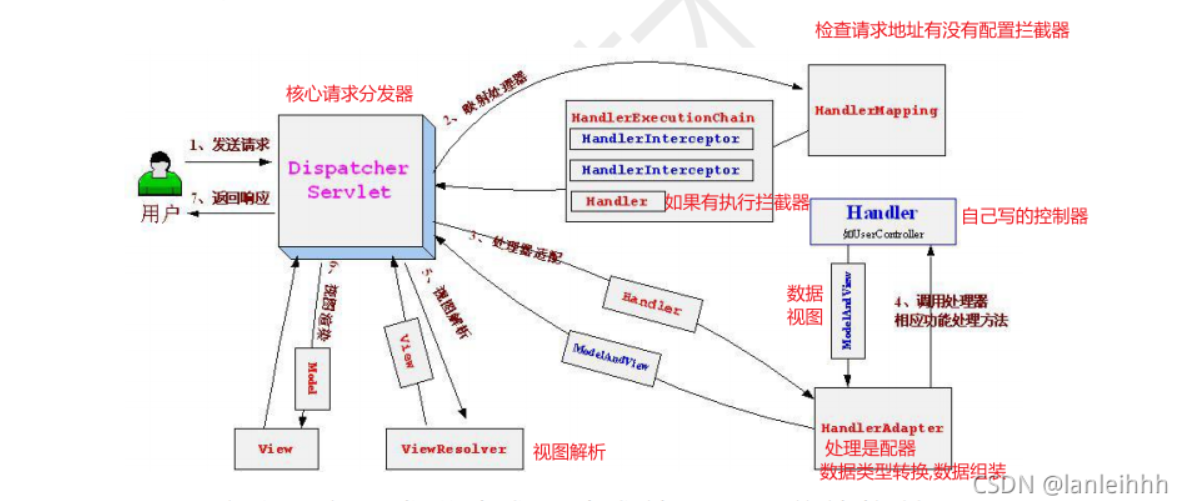 检查请求地址有没有配置拦截器
核心请求分发器
2、映射处理器
HandlerMapping
HandlerExecutionChain
HandlerInterceptor
HandlerInterceptor
Handler
如果有执行拦截器
1、发送请求
Dispatcher
Servlet
7、返回响应
用户
Handler
如UserController
自己写的控制器
3、处理器适配
Handler
ModelAndView
数据
视图
ModelAndView
4、调用处理器
相应功能处理方法
6、视图渲染
5、视图解析
Model
View
View
ViewResolver
视图解析
HandlerAdapter
处理是配器
数据类型转换,数据组装
CSDN @lanleihhh